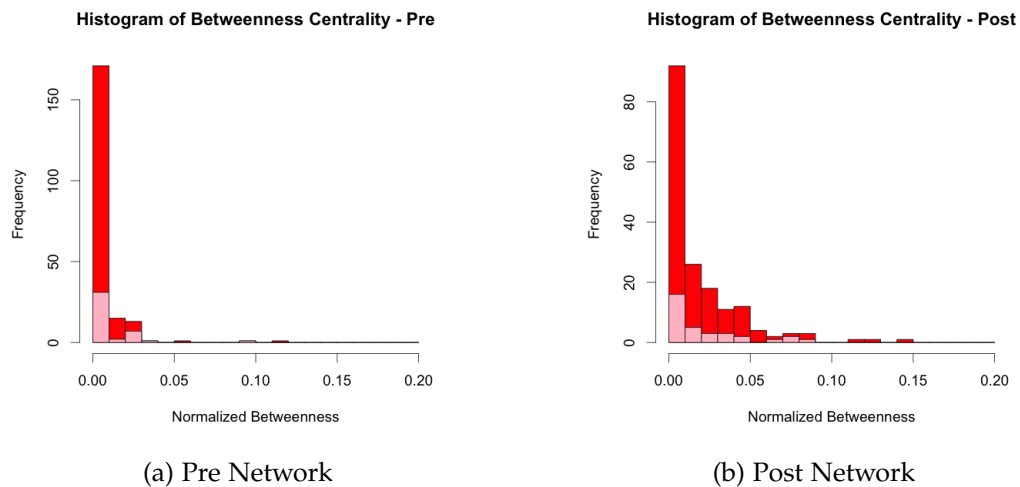 Histogram of Betweenness Centrality - Pre
Frequency
0
50
100
150
0.00 0.05 0.10 0.15 0.20
Normalized Betweenness
(a) Pre Network
Histogram of Betweenness Centrality - Post
Frequency
0
20
40
60
80
0.00 0.05 0.10 0.15 0.20
Normalized Betweenness
(b) Post Network